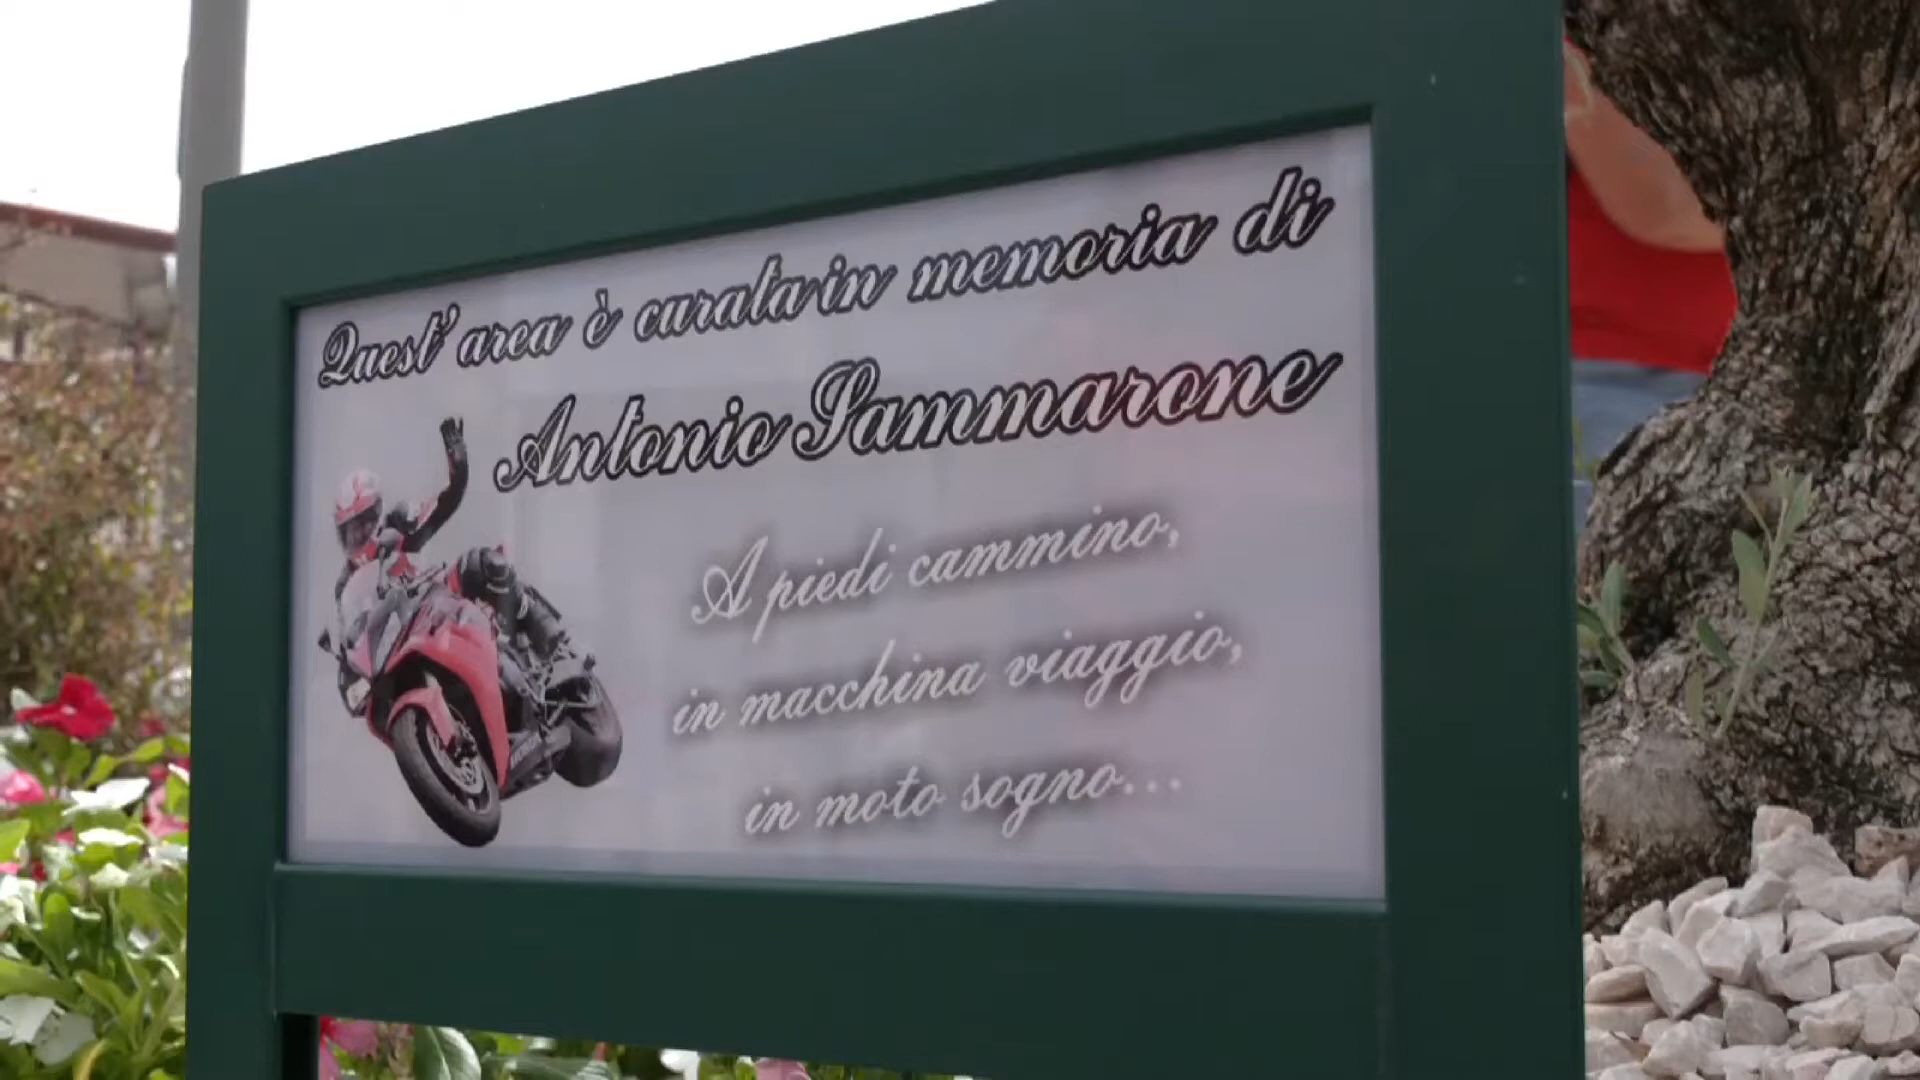 Quest' area è curata in memoria di
Antonio Sammarone
A piedi cammino,
in macchina viaggio,
in moto sogno...